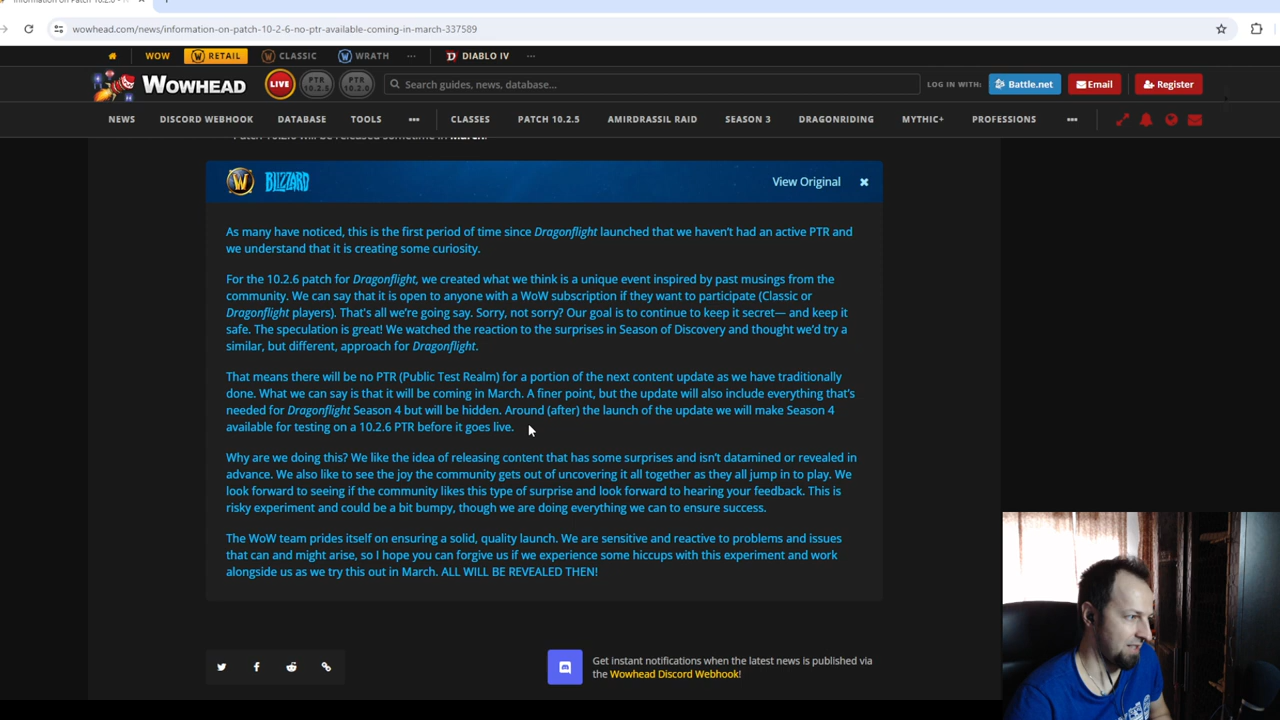 wowhead.com/news/information-on-patch-10-2-6-no-ptr-available-coming-in-march-337589
WOW RETAIL CLASSIC WRATH ... DIABLO IV ...
WOWHEAD LIVE PTR 10.2.5 PTR 10.2.0 Search guides, news, database... LOG IN WITH: Battle.net Email Register
NEWS DISCORD WEBHOOK DATABASE TOOLS ... CLASSES PATCH 10.2.5 AMIRDRASSIL RAID SEASON 3 DRAGONRIDING MYTHIC+ PROFESSIONS ...
BLIZZARD View Original
As many have noticed, this is the first period of time since Dragonflight launched that we haven't had an active PTR and
we understand that it is creating some curiosity.
For the 10.2.6 patch for Dragonflight, we created what we think is a unique event inspired by past musings from the
community. We can say that it is open to anyone with a WoW subscription if they want to participate (Classic or
Dragonflight players). That's all we're going say. Sorry, not sorry? Our goal is to continue to keep it secret— and keep it
safe. The speculation is great! We watched the reaction to the surprises in Season of Discovery and thought we'd try a
similar, but different, approach for Dragonflight.
That means there will be no PTR (Public Test Realm) for a portion of the next content update as we have traditionally
done. What we can say is that it will be coming in March. A finer point, but the update will also include everything that's
needed for Dragonflight Season 4 but will be hidden. Around (after) the launch of the update we will make Season 4
available for testing on a 10.2.6 PTR before it goes live.
Why are we doing this? We like the idea of releasing content that has some surprises and isn't datamined or revealed in
advance. We also like to see the joy the community gets out of uncovering it all together as they all jump in to play. We
look forward to seeing if the community likes this type of surprise and look forward to hearing your feedback. This is
risky experiment and could be a bit bumpy, though we are doing everything we can to ensure success.
The WoW team prides itself on ensuring a solid, quality launch. We are sensitive and reactive to problems and issues
that can and might arise, so I hope you can forgive us if we experience some hiccups with this experiment and work
alongside us as we try this out in March. ALL WILL BE REVEALED THEN!
Get instant notifications when the latest news is published via
the Wowhead Discord Webhook!